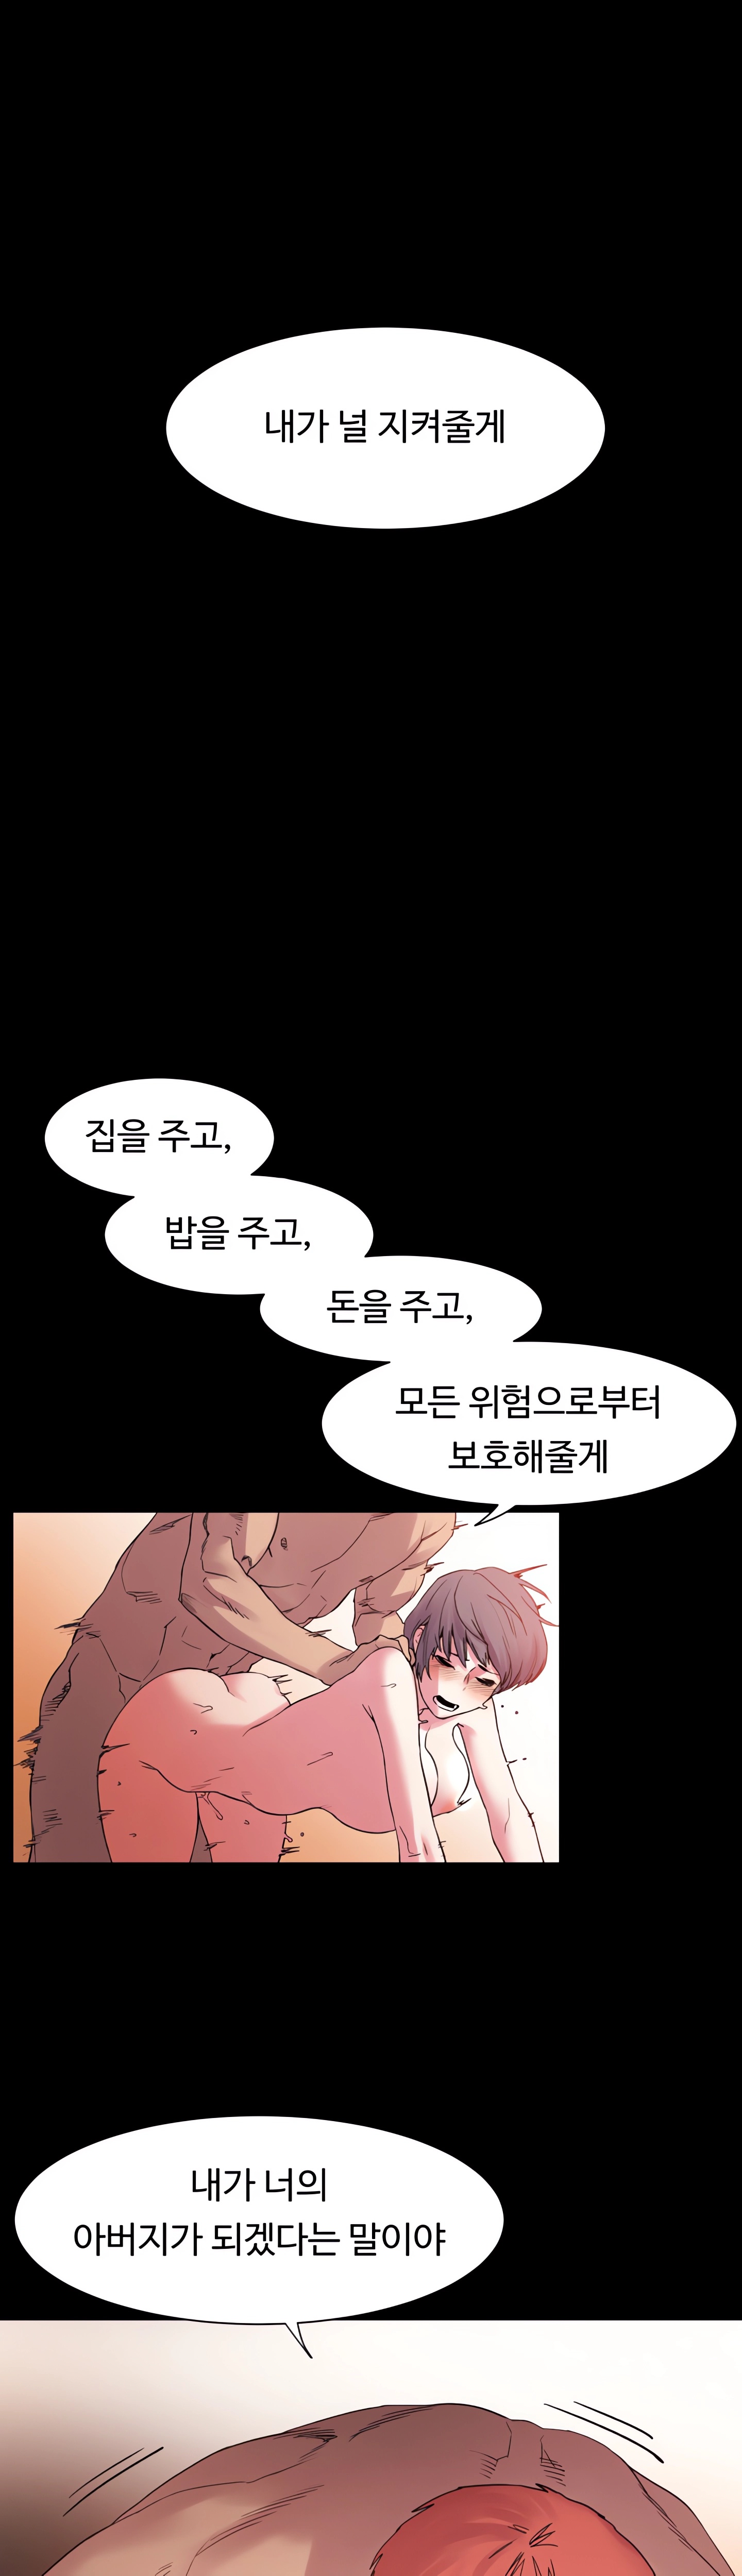 내가 널 지켜줄게
집을 주고,
밥을 주고,
돈을 주고,
모든 위험으로부터
보호해줄게
내가 너의
아버지가 되겠다는 말이야